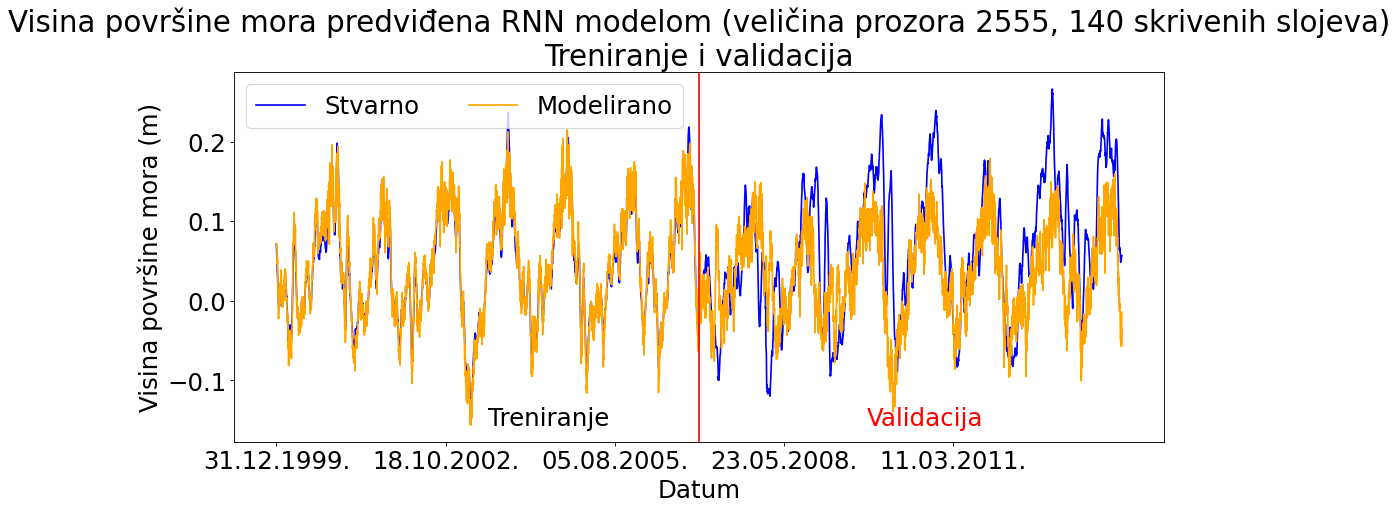 Visina površine mora predviđena RNN modelom (veličina prozora 2555, 140 skrivenih slojeva)
Treniranje i validacija
Stvarno
Modelirano
Visina površine mora (m)
0.2
0.1
0.0
−0.1
Treniranje
Validacija
31.12.1999.
18.10.2002.
05.08.2005.
23.05.2008.
11.03.2011.
Datum